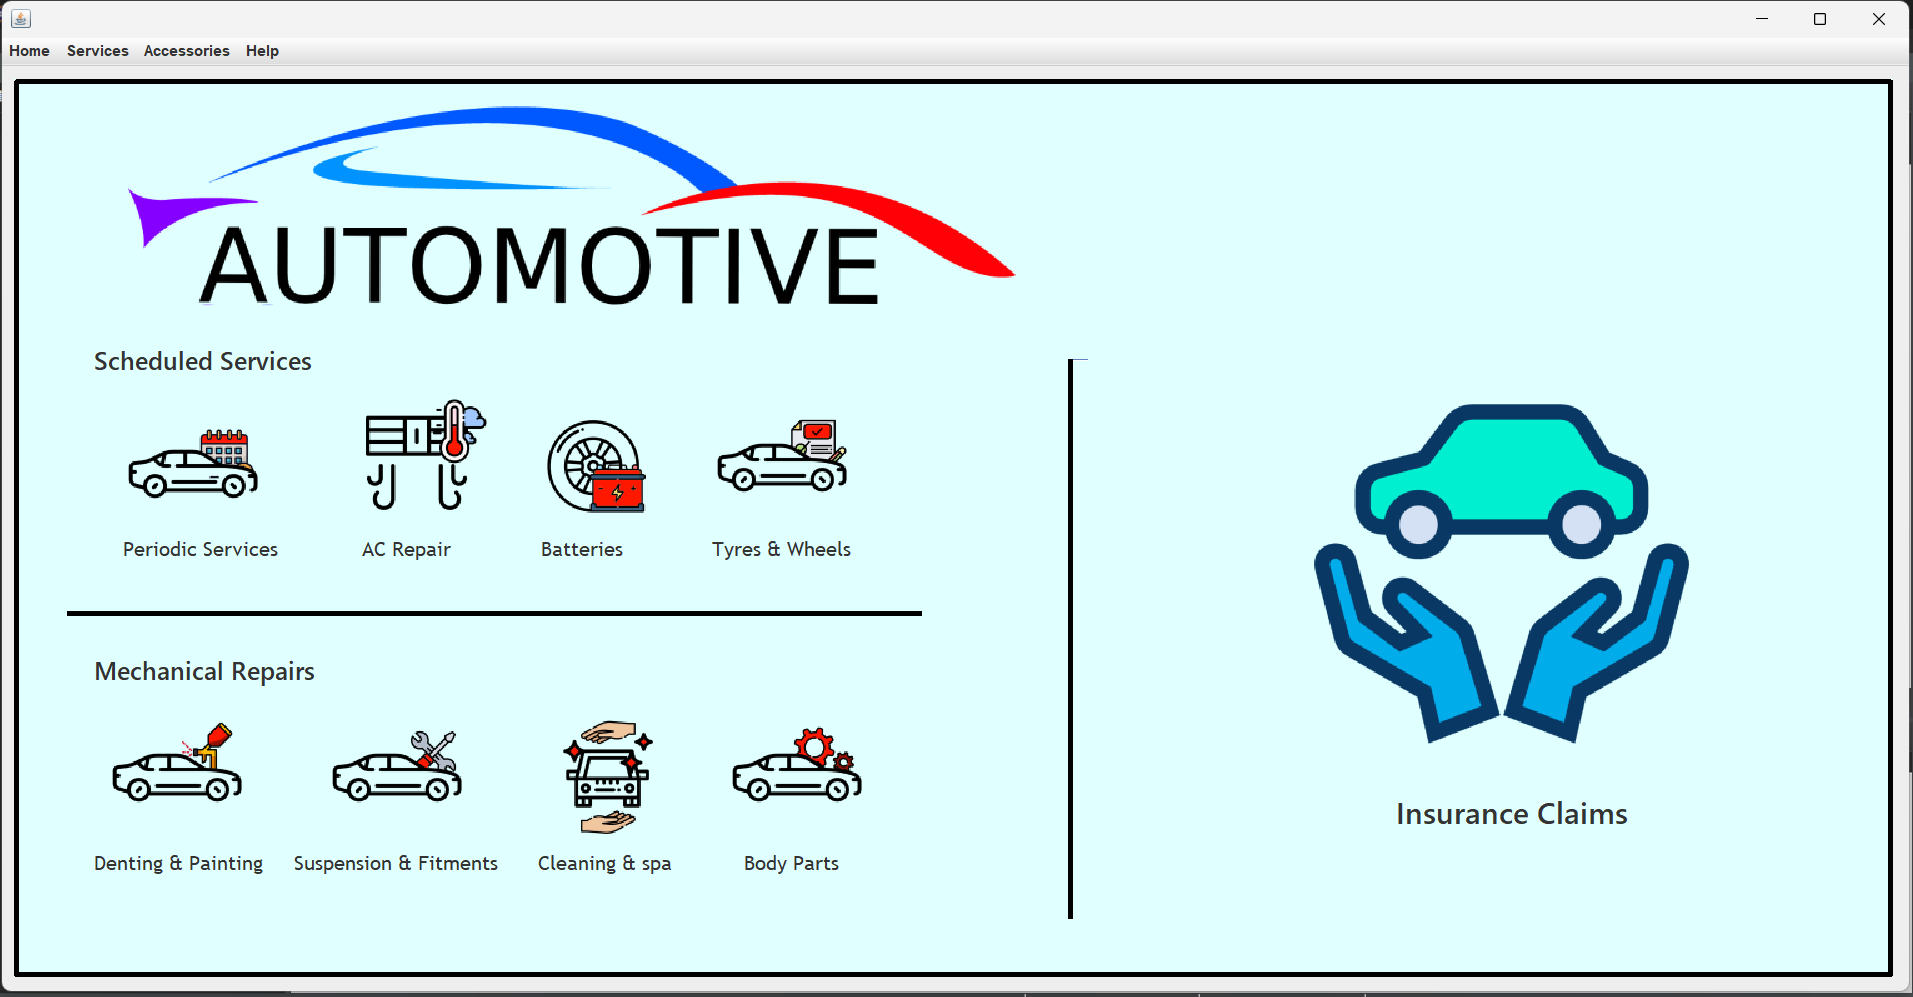 Home Services Accessories Help
AUTOMOTIVE
Scheduled Services
Periodic Services
AC Repair
Batteries
Tyres & Wheels
Mechanical Repairs
Denting & Painting
Suspension & Fitments
Cleaning & spa
Body Parts
Insurance Claims